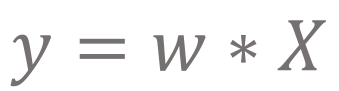 y = w * X